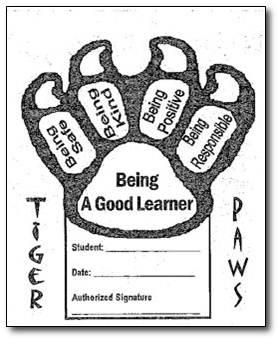 Being
Safe
Being
Kind
Being
Positive
Being
Responsible
Being
A Good Learner
TIGER
PAWS
Student:
Date:
Authorized Signature